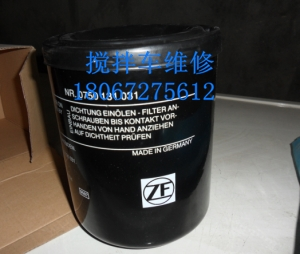 搅拌车维修
18067275612
NR. 0750 131 031
DICHTUNG EINÖLEN - FILTER AN-
SCHRAUBEN BIS KONTAKT VOR-
HANDEN VON HAND ANZIEHEN
AUF DICHTHEIT PRÜFEN
MADE IN GERMANY
ZF